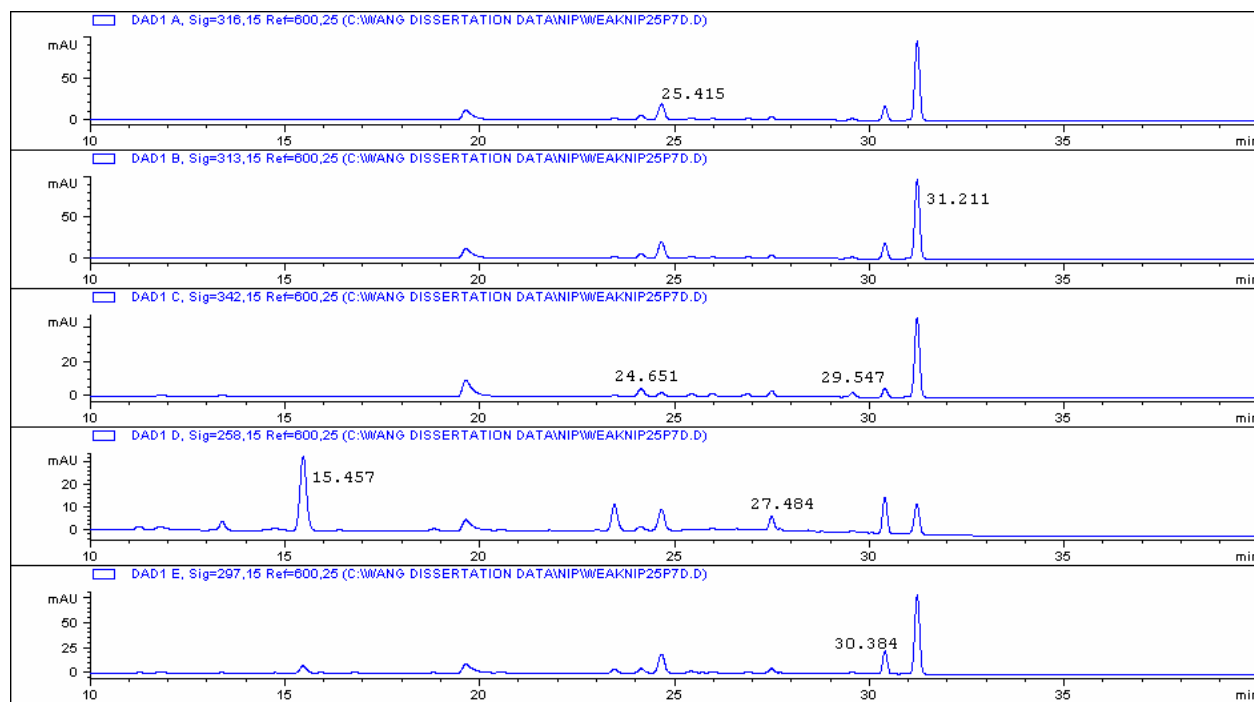 DAD1 A, Sig=316,15 Ref=600,25 (C:\WANG DISSERTATION DATA\NIP\WEAKNIP25P7D.D)
mAU
50
0
25.415
10 15 20 25 30 35 min
DAD1 B, Sig=313,15 Ref=600,25 (C:\WANG DISSERTATION DATA\NIP\WEAKNIP25P7D.D)
mAU
50
0
31.211
10 15 20 25 30 35 min
DAD1 C, Sig=342,15 Ref=600,25 (C:\WANG DISSERTATION DATA\NIP\WEAKNIP25P7D.D)
mAU
20
0
24.651 29.547
10 15 20 25 30 35 min
DAD1 D, Sig=258,15 Ref=600,25 (C:\WANG DISSERTATION DATA\NIP\WEAKNIP25P7D.D)
mAU
20
10
0
15.457 27.484
10 15 20 25 30 35 min
DAD1 E, Sig=297,15 Ref=600,25 (C:\WANG DISSERTATION DATA\NIP\WEAKNIP25P7D.D)
mAU
50
25
0
30.384
10 15 20 25 30 35 min